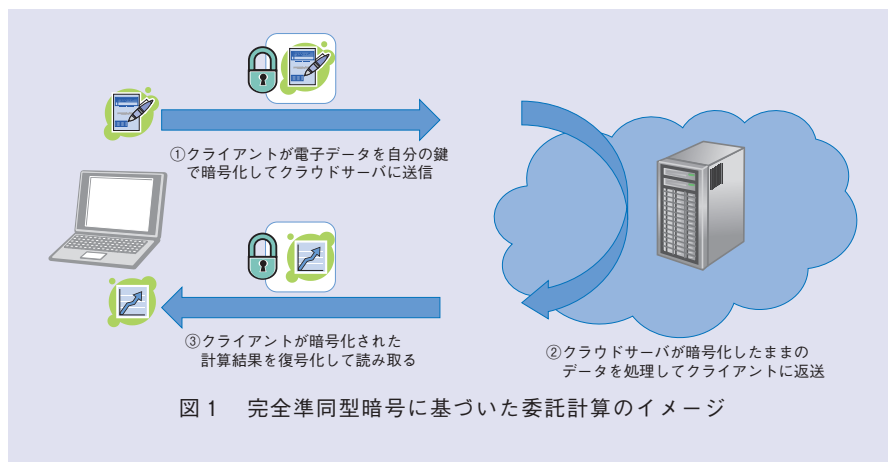 ①クライアントが電子データを自分の鍵
で暗号化してクラウドサーバに送信
③クライアントが暗号化された
計算結果を復号化して読み取る
②クラウドサーバが暗号化したままの
データを処理してクライアントに返送
図1 完全準同型暗号に基づいた委託計算のイメージ